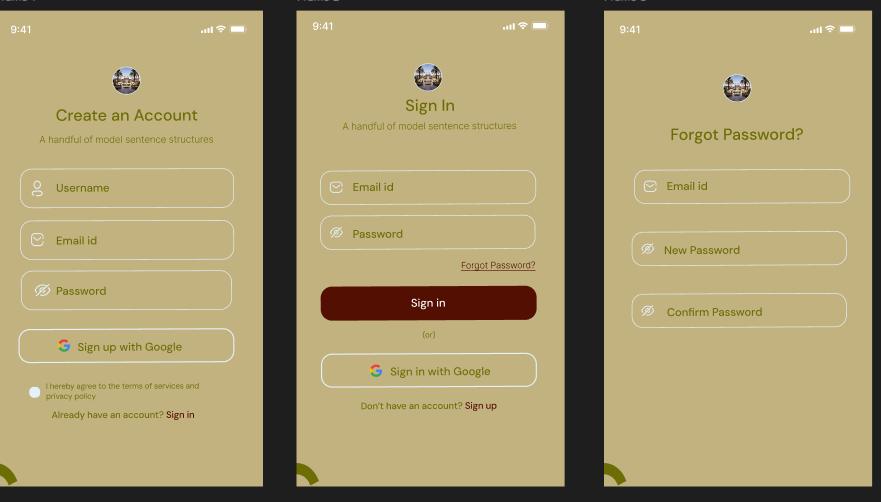 9:41
Create an Account
A handful of model sentence structures
Username
Email id
Password
Sign up with Google
I hereby agree to the terms of services and
privacy policy
Already have an account? Sign in
9:41
Sign In
A handful of model sentence structures
Email id
Password
Forgot Password?
Sign in
(or)
Sign in with Google
Don't have an account? Sign up
9:41
Forgot Password?
Email id
New Password
Confirm Password